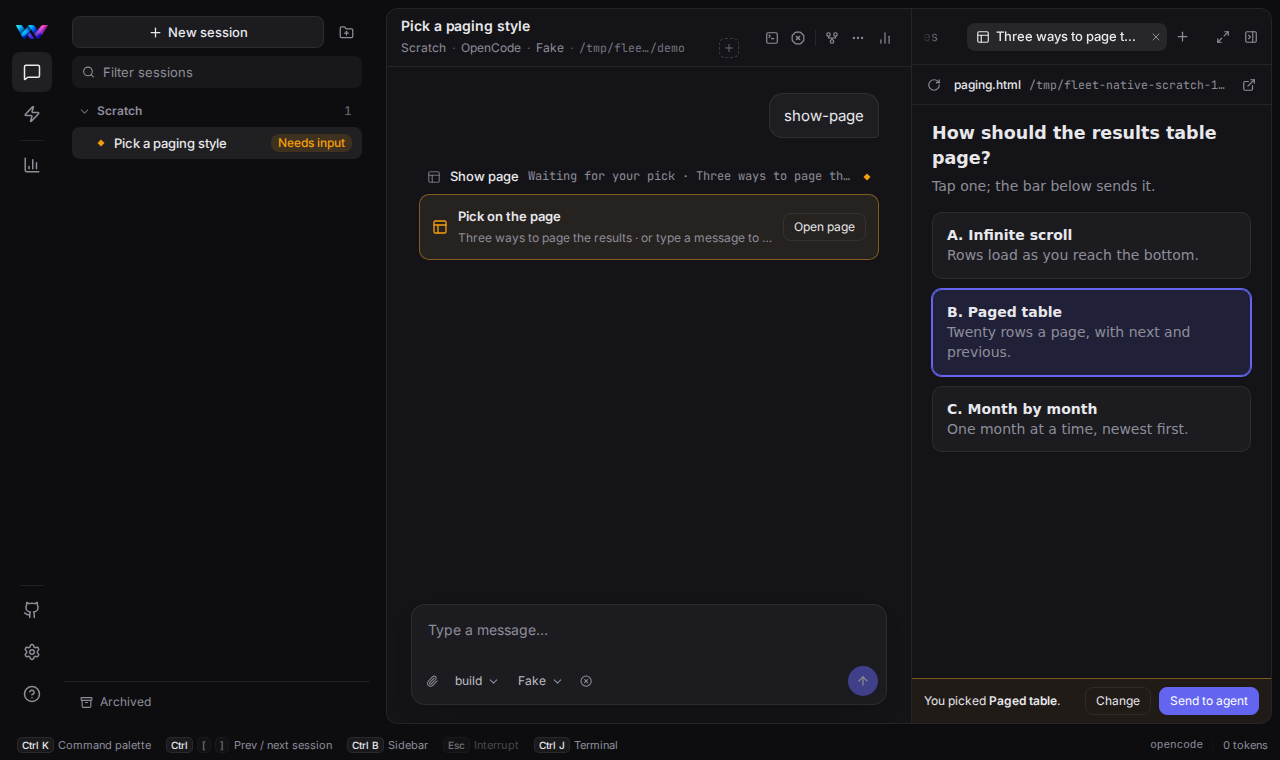 New session
Filter sessions
Scratch 1
Pick a paging style Needs input
Archived
Pick a paging style
Scratch · OpenCode · Fake · /tmp/flee…/demo
show-page
Show page Waiting for your pick · Three ways to page th…
Pick on the page
Three ways to page the results · or type a message to …
Open page
Type a message...
build Fake
es
Three ways to page t…
paging.html /tmp/fleet-native-scratch-1…
How should the results table
page?
Tap one; the bar below sends it.
A. Infinite scroll
Rows load as you reach the bottom.
B. Paged table
Twenty rows a page, with next and
previous.
C. Month by month
One month at a time, newest first.
You picked Paged table. Change Send to agent
Ctrl K Command palette Ctrl [ ] Prev / next session Ctrl B Sidebar Esc Interrupt Ctrl J Terminal opencode 0 tokens